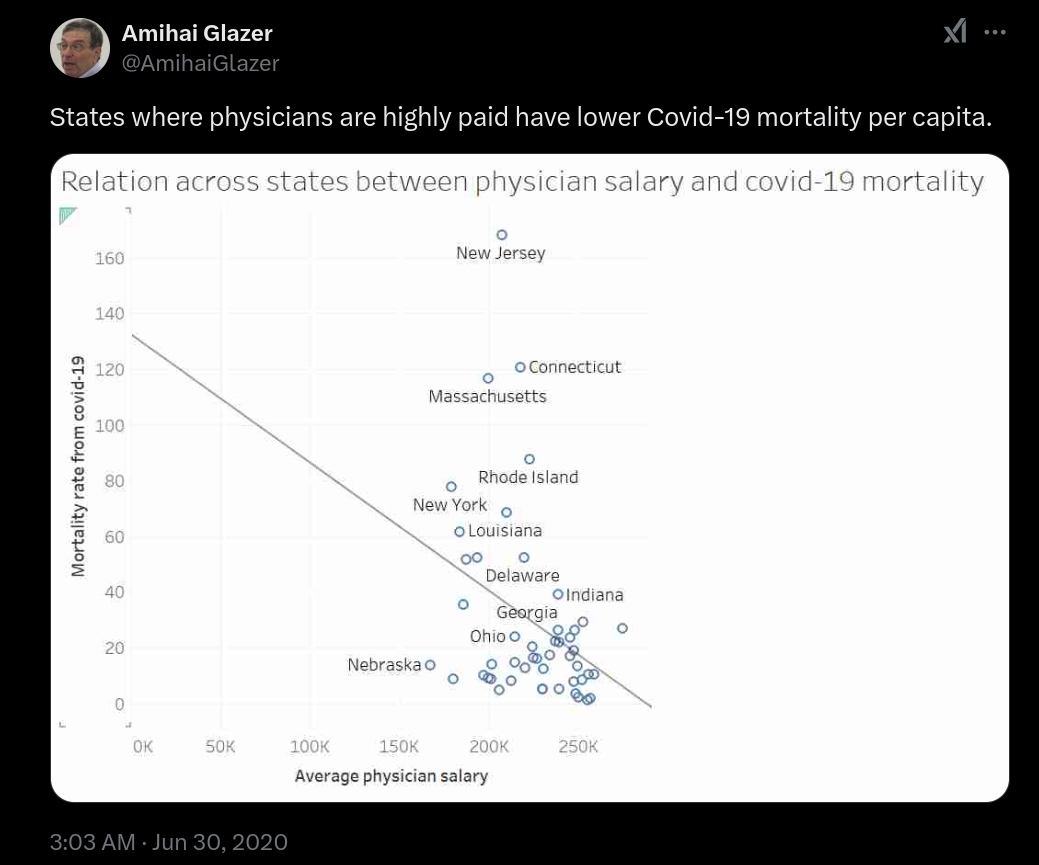 Amihai Glazer
@AmihaiGlazer
States where physicians are highly paid have lower Covid-19 mortality per capita.
Relation across states between physician salary and covid-19 mortality
160
140
120
100
80
60
40
20
0
Mortality rate from covid-19
New Jersey
Connecticut
Massachusetts
Rhode Island
New York
Louisiana
Delaware
Indiana
Georgia
Ohio
Nebraska
0K 50K 100K 150K 200K 250K
Average physician salary
3:03 AM · Jun 30, 2020